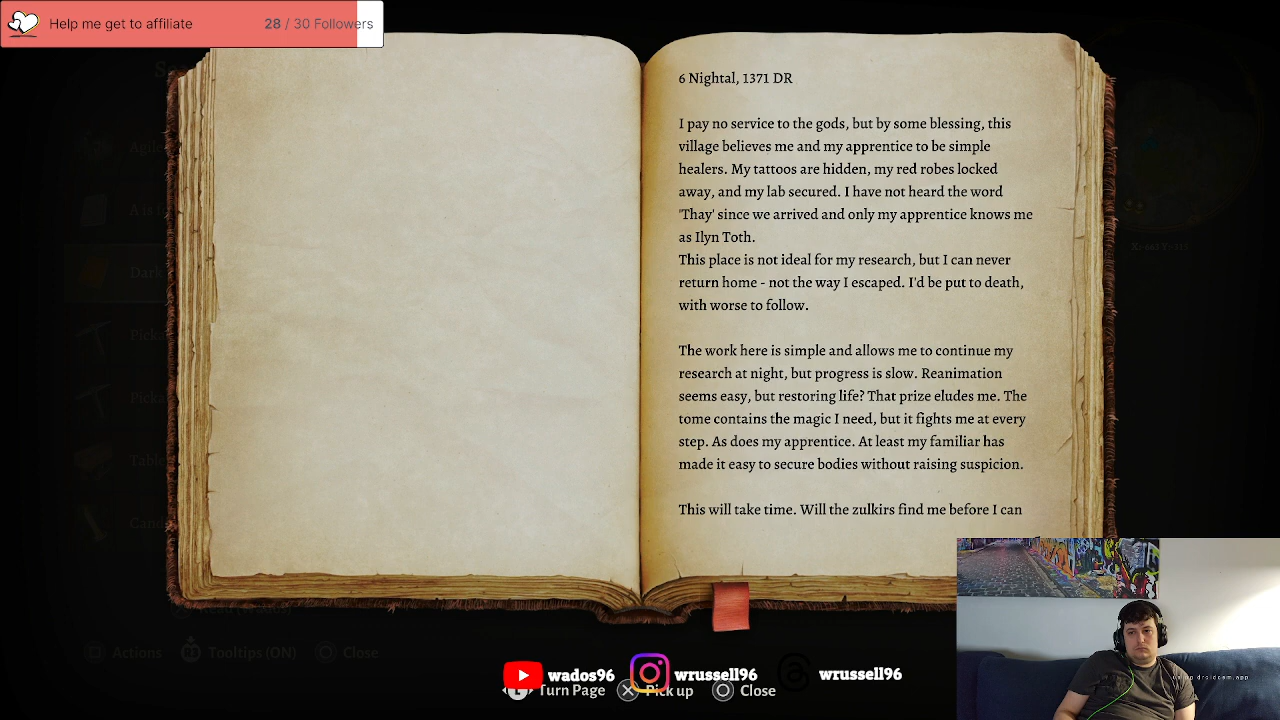 Help me get to affiliate
28 / 30 Followers
6 Nightal, 1371 DR
I pay no service to the gods, but by some blessing, this
village believes me and my apprentice to be simple
healers. My tattoos are hidden, my red robes locked
away, and my lab secured. I have not heard the word
'Thay' since we arrived and only my apprentice knows me
as Ilyn Toth.
This place is not ideal for my research, but I can never
return home - not the way I escaped. I'd be put to death,
with worse to follow.
The work here is simple and allows me to continue my
research at night, but progress is slow. Reanimation
seems easy, but restoring life? That prize eludes me. The
tome contains the magic I need, but it fights me at every
step. As does my apprentice. At least my familiar has
made it easy to secure bodies without raising suspicion.
This will take time. Will the zulkirs find me before I can
Dark
Actions
Tooltips (ON)
Close
wados96
wrussell96
wrussell96
Turn Page
Pick up
Close